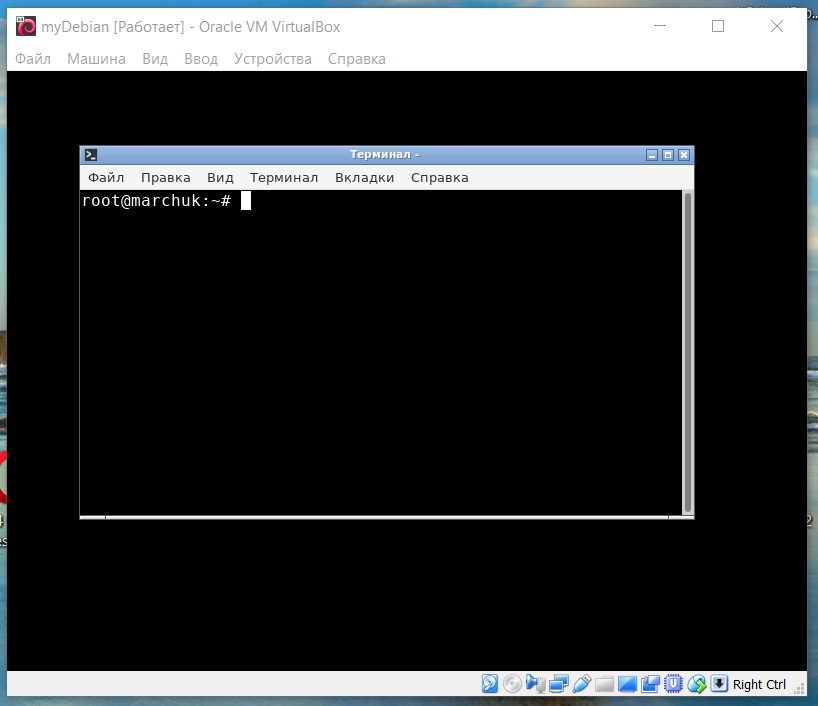 myDebian [Работает] - Oracle VM VirtualBox
Файл Машина Вид Ввод Устройства Справка
Терминал -
Файл Правка Вид Терминал Вкладки Справка
root@marchuk:~#
Right Ctrl